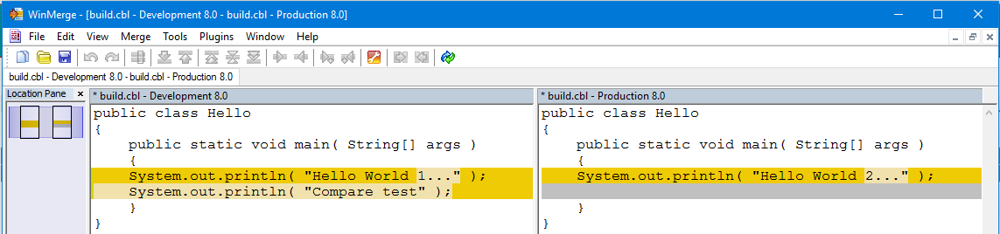 WinMerge - [build.cbl - Development 8.0 - build.cbl - Production 8.0]
File Edit View Merge Tools Plugins Window Help
build.cbl - Development 8.0 - build.cbl - Production 8.0
Location Pane
* build.cbl - Development 8.0
public class Hello
{
    public static void main( String[] args )
    {
    System.out.println( "Hello World 1..." );
    System.out.println( "Compare test" );
    }
}
* build.cbl - Production 8.0
public class Hello
{
    public static void main( String[] args )
    {
    System.out.println( "Hello World 2..." );
    }
}